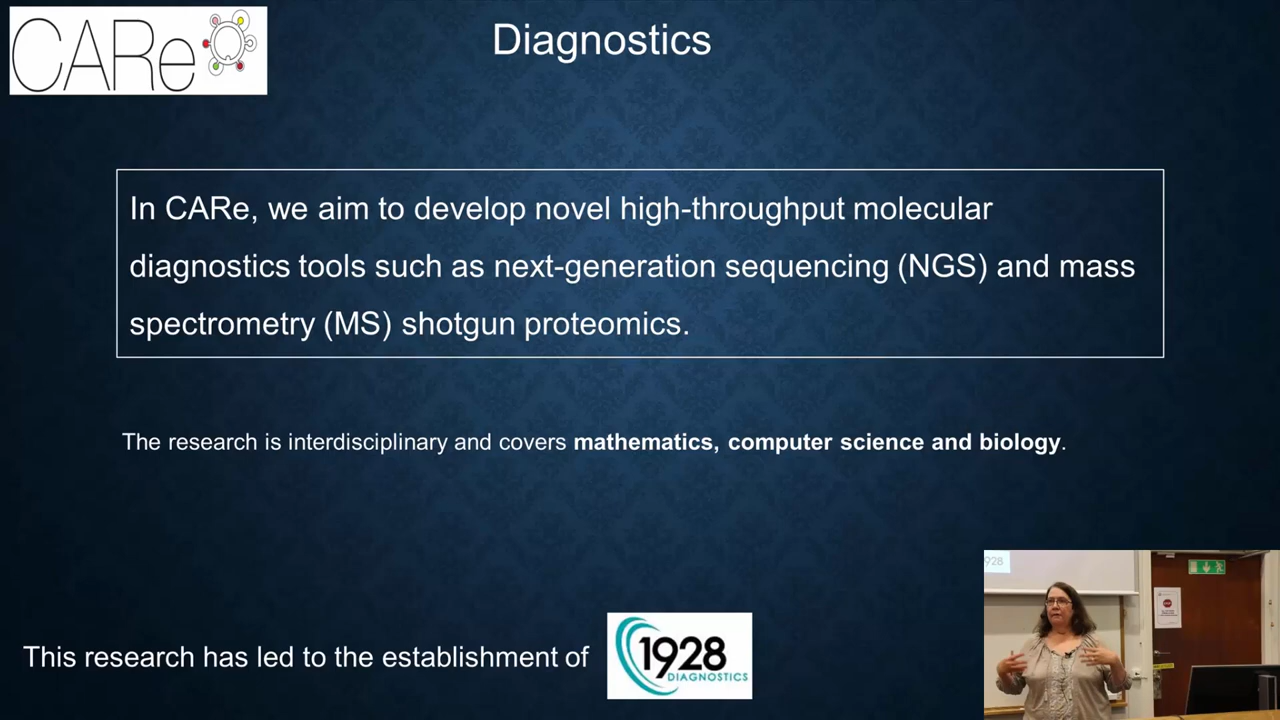 CARe
Diagnostics
In CARe, we aim to develop novel high-throughput molecular
diagnostics tools such as next-generation sequencing (NGS) and mass
spectrometry (MS) shotgun proteomics.
The research is interdisciplinary and covers mathematics, computer science and biology.
This research has led to the establishment of
1928
DIAGNOSTICS
928